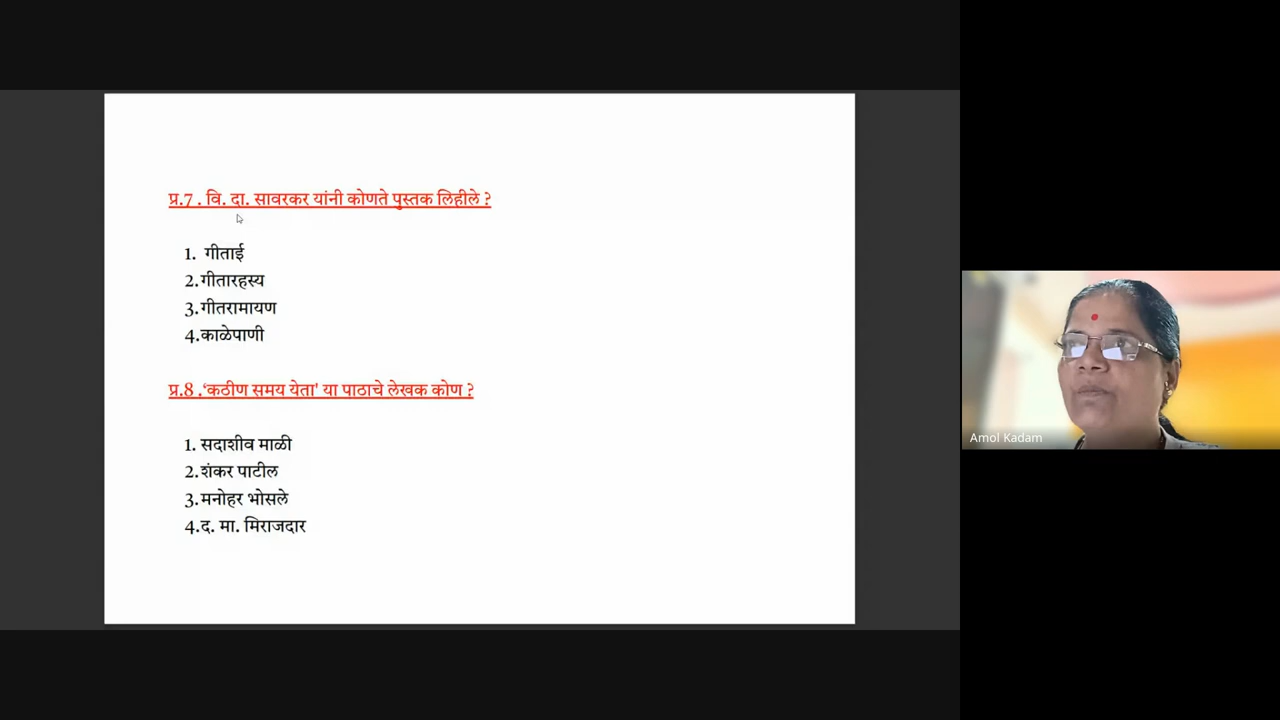 प्र.7 . वि. दा. सावरकर यांनी कोणते पुस्तक लिहीले ?
1. गीताई
2.गीतारहस्य
3.गीतरामायण
4.काळेपाणी
प्र.8 .‘कठीण समय येता' या पाठाचे लेखक कोण ?
1. सदाशीव माळी
2.शंकर पाटील
3.मनोहर भोसले
4.द. मा. मिराजदार
Amol Kadam